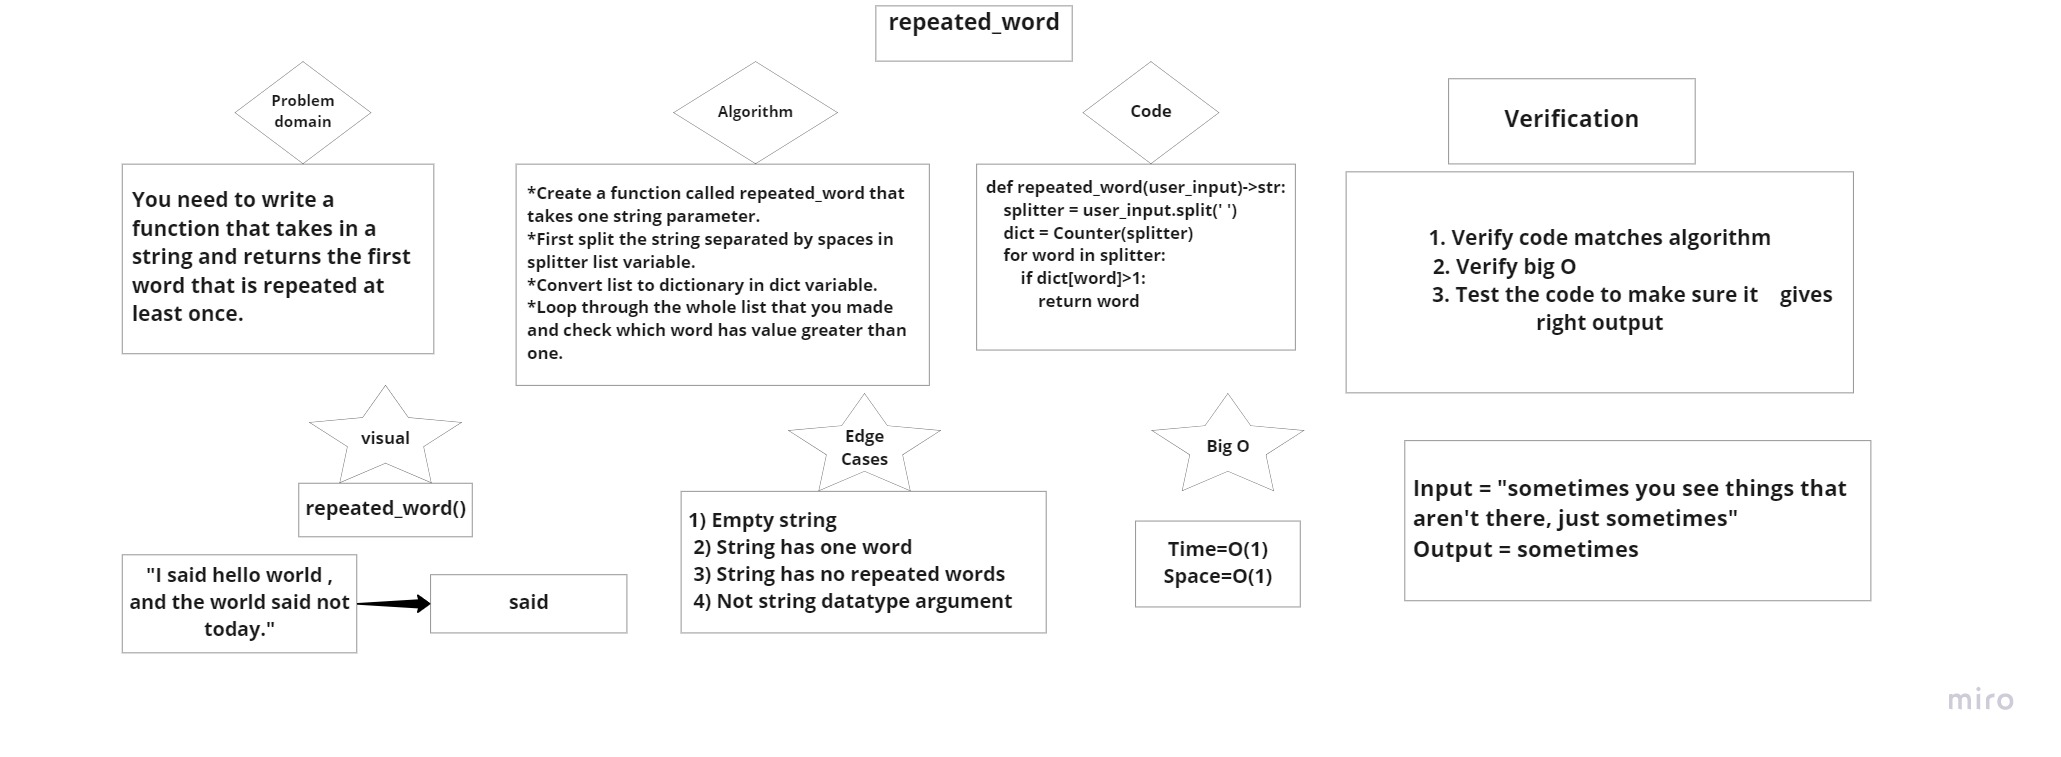 repeated_word
Problem
domain
You need to write a
function that takes in a
string and returns the first
word that is repeated at
least once.
Algorithm
*Create a function called repeated_word that
takes one string parameter.
*First split the string separated by spaces in
splitter list variable.
*Convert list to dictionary in dict variable.
*Loop through the whole list that you made
and check which word has value greater than
one.
Code
def repeated_word(user_input)->str:
    splitter = user_input.split(' ')
    dict = Counter(splitter)
    for word in splitter:
        if dict[word]>1:
            return word
Verification
1. Verify code matches algorithm
2. Verify big O
3. Test the code to make sure it gives
right output
visual
repeated_word()
"I said hello world ,
and the world said not
today."
said
Edge
Cases
1) Empty string
2) String has one word
3) String has no repeated words
4) Not string datatype argument
Big O
Time=O(1)
Space=O(1)
Input = "sometimes you see things that
aren't there, just sometimes"
Output = sometimes
miro